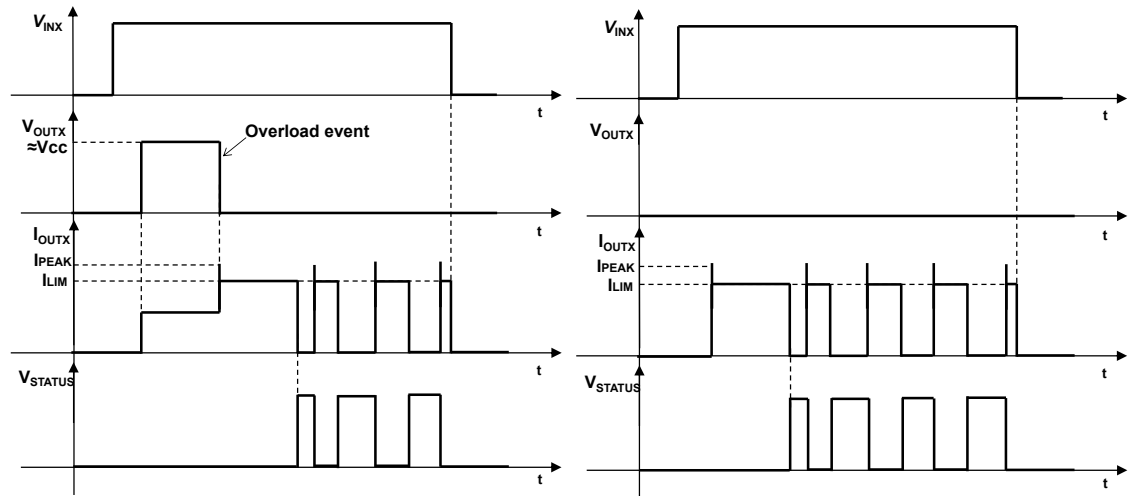 VINX
t
VOUTX
≈Vcc
Overload event
t
IOUTX
IPEAK
ILIM
t
VSTATUS
t
VINX
t
VOUTX
t
IOUTX
IPEAK
ILIM
t
VSTATUS
t